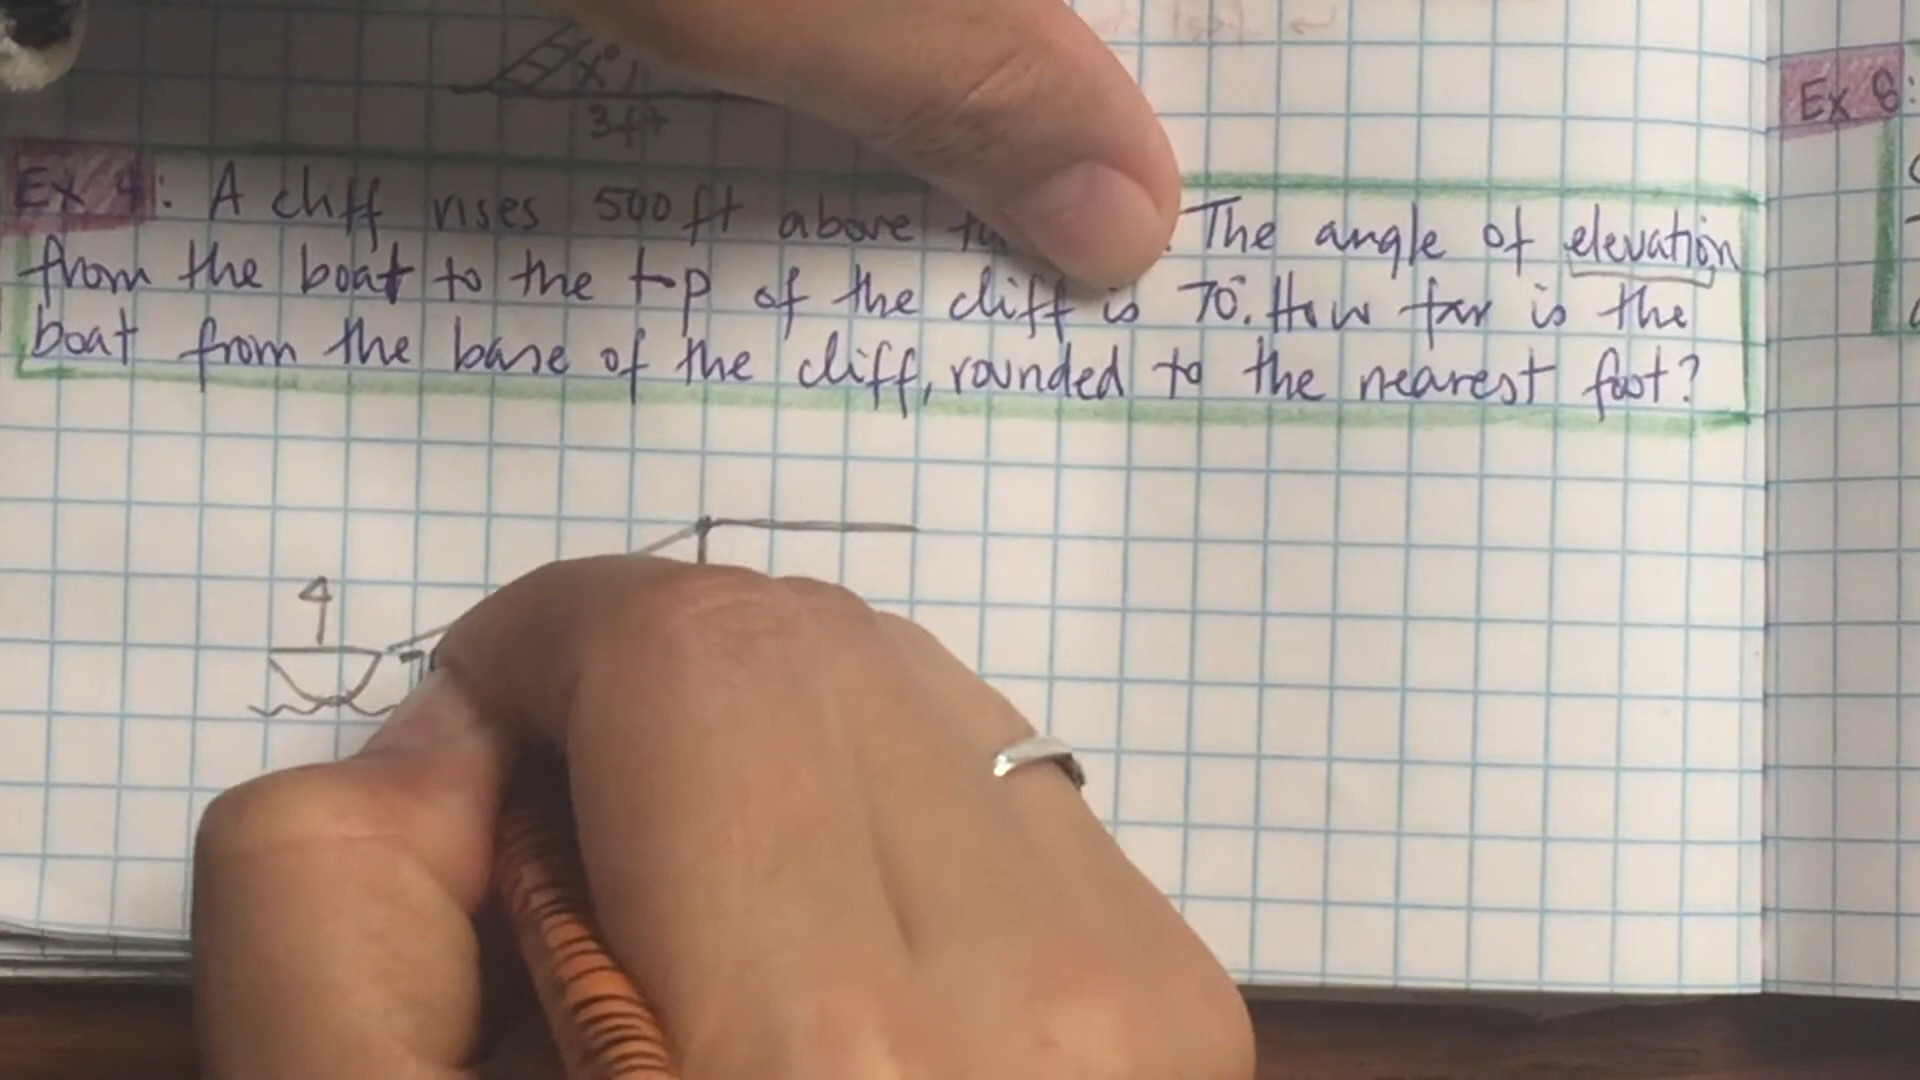 x°
3ft
Ex 8:
Ex 4: A cliff rises 500 ft above The angle of elevation
from the boat to the top of the cliff is 70°. How far is the
boat from the base of the cliff, rounded to the nearest foot?